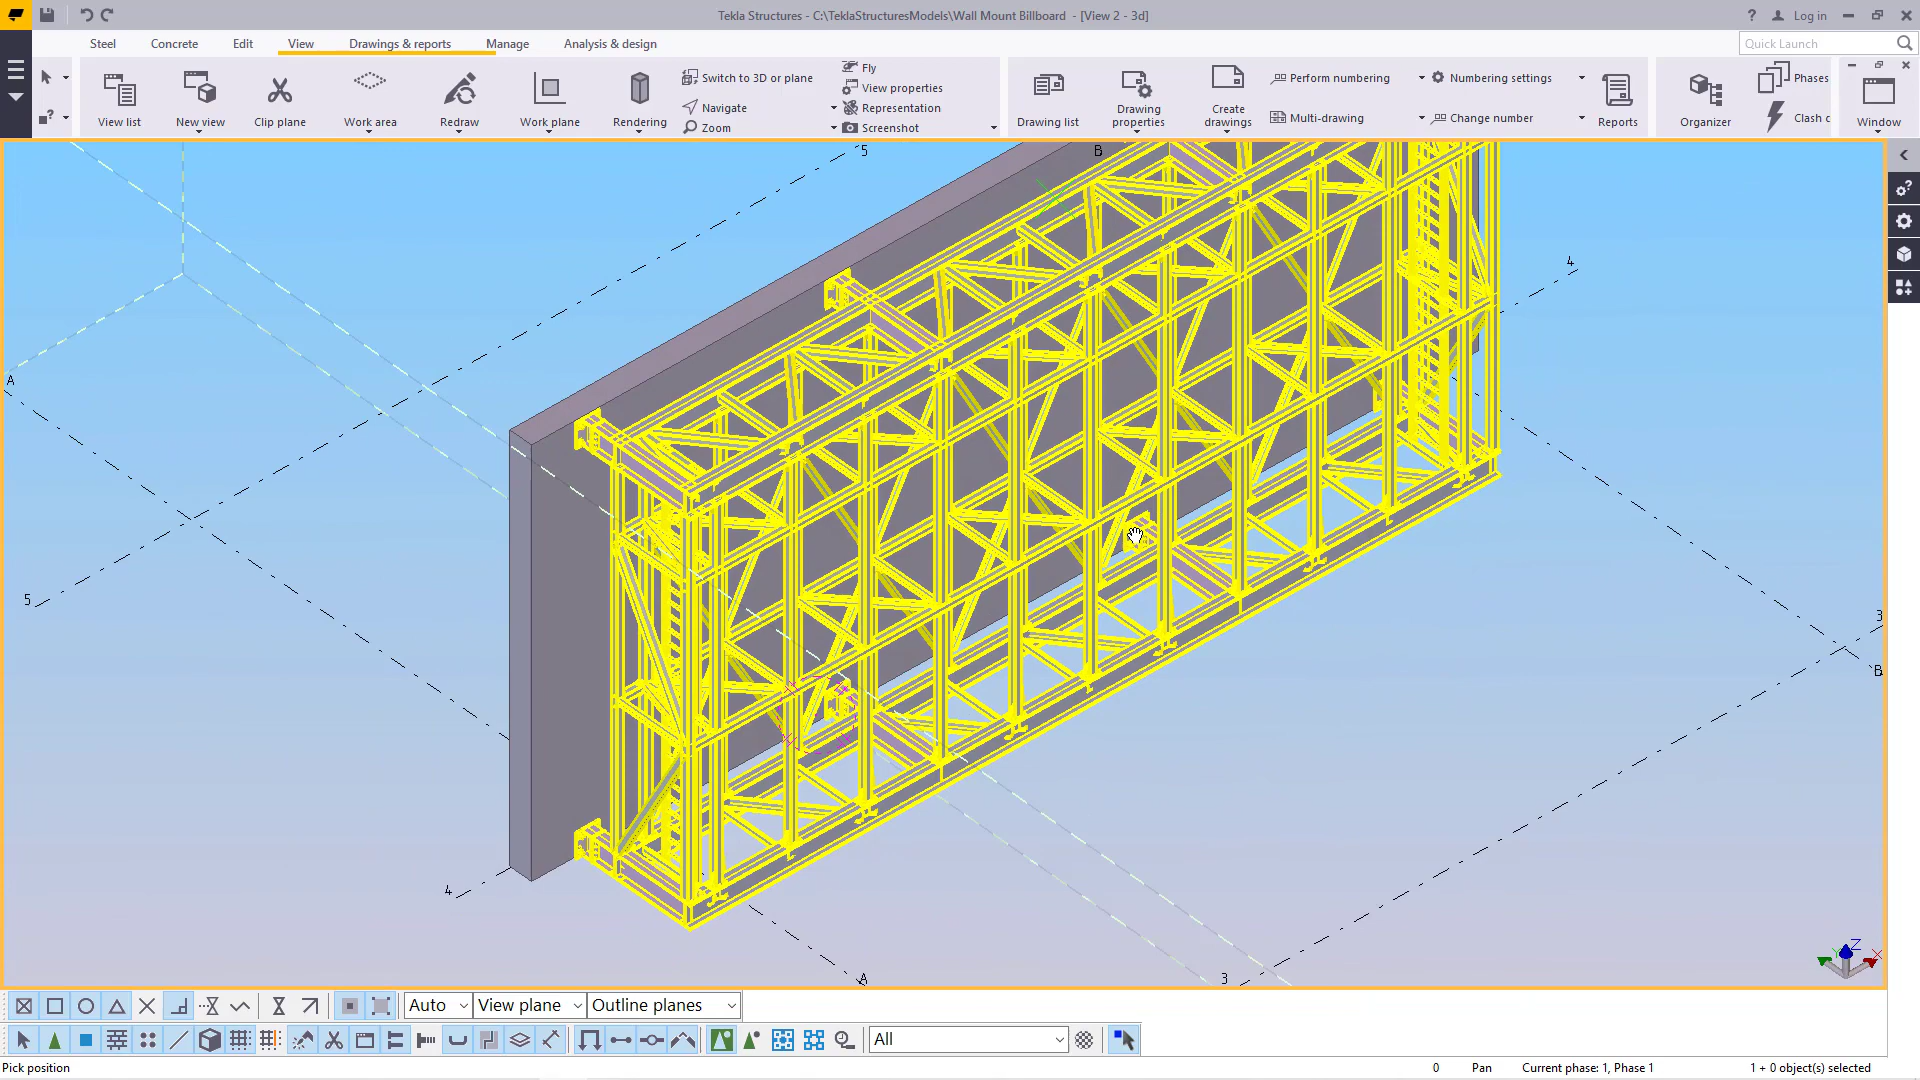 Tekla Structures - C:\TeklaStructuresModels\Wall Mount Billboard - [View 2 - 3d]
? Log in
Steel Concrete Edit View Drawings & reports Manage Analysis & design
Quick Launch
View list
New view
Clip plane
Work area
Redraw
Work plane
Rendering
Switch to 3D or plane
Navigate
Zoom
Fly
View properties
Representation
Screenshot
Drawing list
Drawing properties
Create drawings
Perform numbering
Multi-drawing
Numbering settings
Change number
Reports
Organizer
Phases
Clash c
Window
5
B
4
A
5
3
B
4
A
3
Z
X
Auto View plane Outline planes
All
Pick position 0 Pan Current phase: 1, Phase 1 1 + 0 object(s) selected